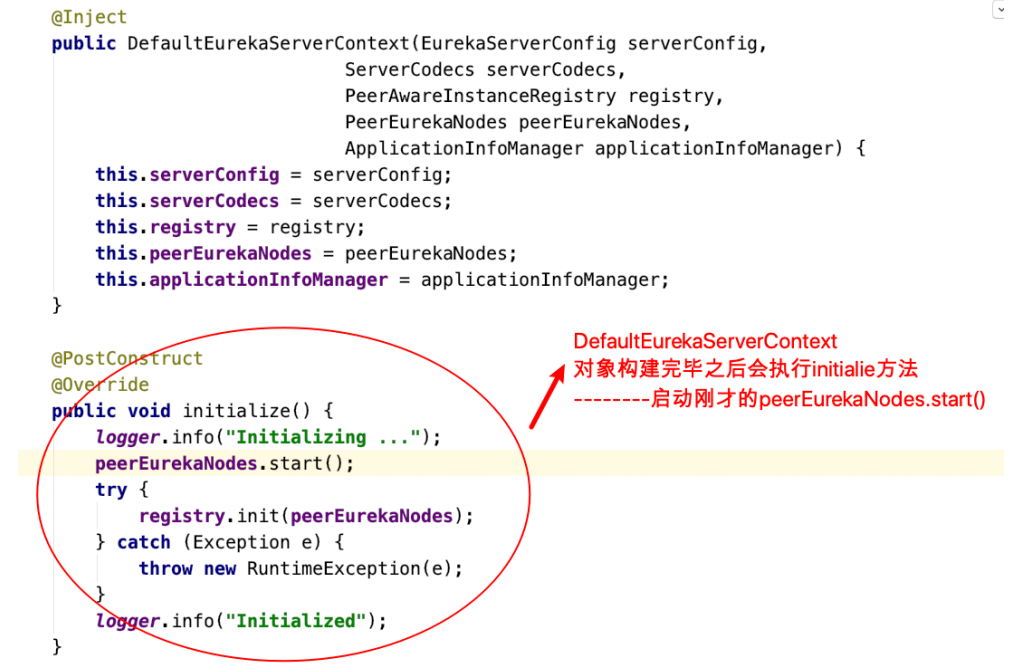 @Inject
public DefaultEurekaServerContext(EurekaServerConfig serverConfig,
ServerCodecs serverCodecs,
PeerAwareInstanceRegistry registry,
PeerEurekaNodes peerEurekaNodes,
ApplicationInfoManager applicationInfoManager) {
this.serverConfig = serverConfig;
this.serverCodecs = serverCodecs;
this.registry = registry;
this.peerEurekaNodes = peerEurekaNodes;
this.applicationInfoManager = applicationInfoManager;
}
DefaultEurekaServerContext
对象构建完毕之后会执行initialie方法
--------启动刚才的peerEurekaNodes.start()
@PostConstruct
@Override
public void initialize() {
logger.info("Initializing ...");
peerEurekaNodes.start();
try {
registry.init(peerEurekaNodes);
} catch (Exception e) {
throw new RuntimeException(e);
}
logger.info("Initialized");
}